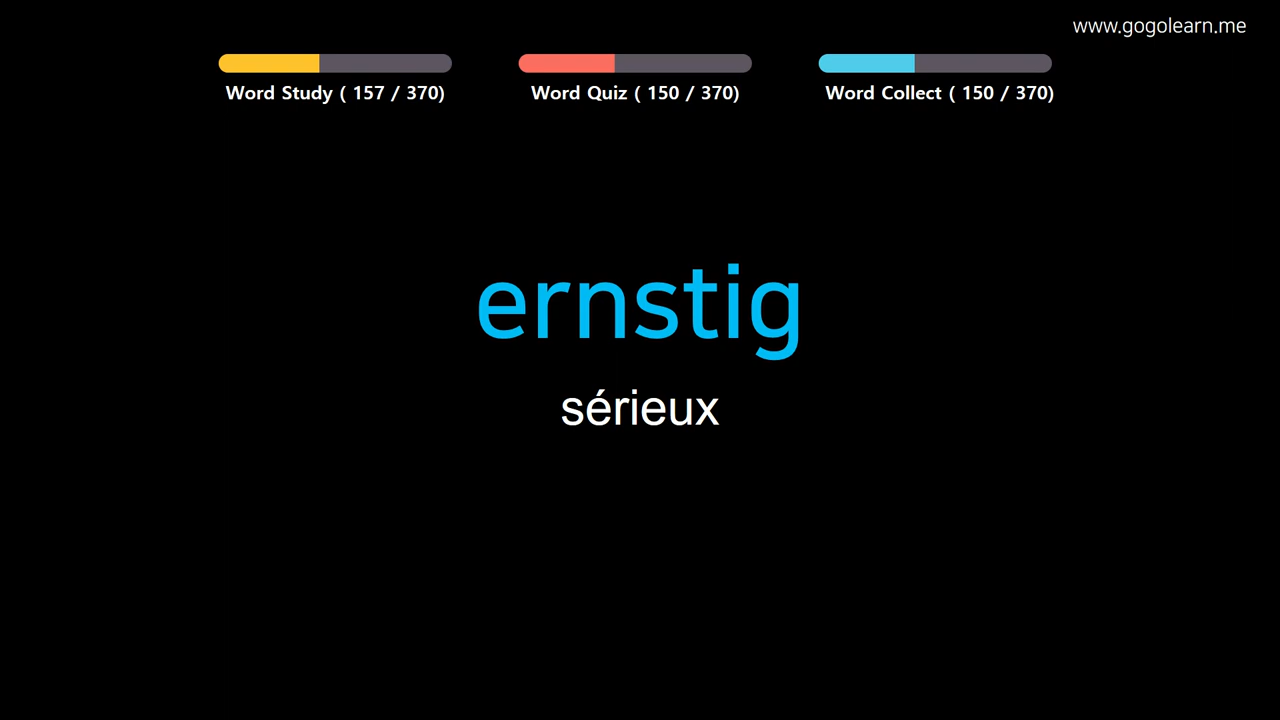 www.gogolearn.me
Word Study ( 157 / 370)
Word Quiz ( 150 / 370)
Word Collect ( 150 / 370)
ernstig
sérieux